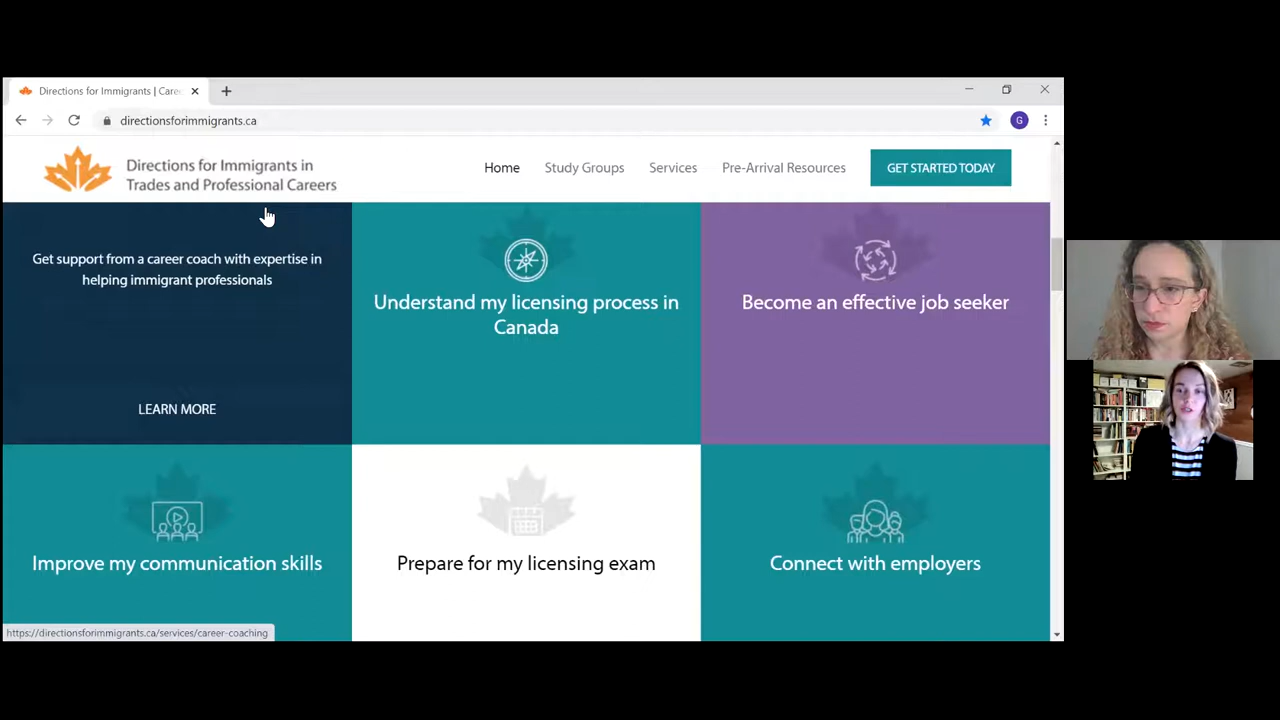 Directions for Immigrants | Caree
directionsforimmigrants.ca
G
Directions for Immigrants in
Trades and Professional Careers
Home
Study Groups
Services
Pre-Arrival Resources
GET STARTED TODAY
Get support from a career coach with expertise in
helping immigrant professionals
LEARN MORE
Understand my licensing process in
Canada
Become an effective job seeker
Improve my communication skills
Prepare for my licensing exam
Connect with employers
https://directionsforimmigrants.ca/services/career-coaching